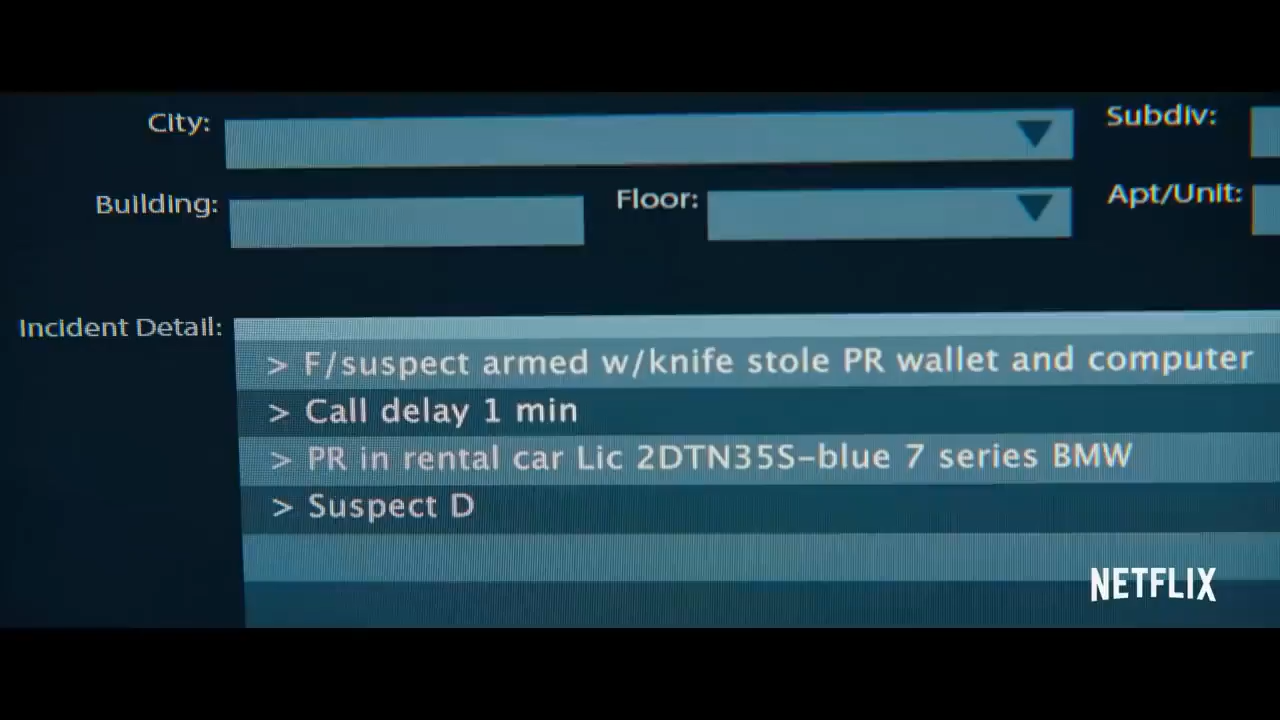 City:
Subdiv:
Building:
Floor:
Apt/Unit:
Incident Detail:
> F/suspect armed w/knife stole PR wallet and computer
> Call delay 1 min
> PR in rental car Lic 2DTN35S-blue 7 series BMW
> Suspect D
NETFLIX